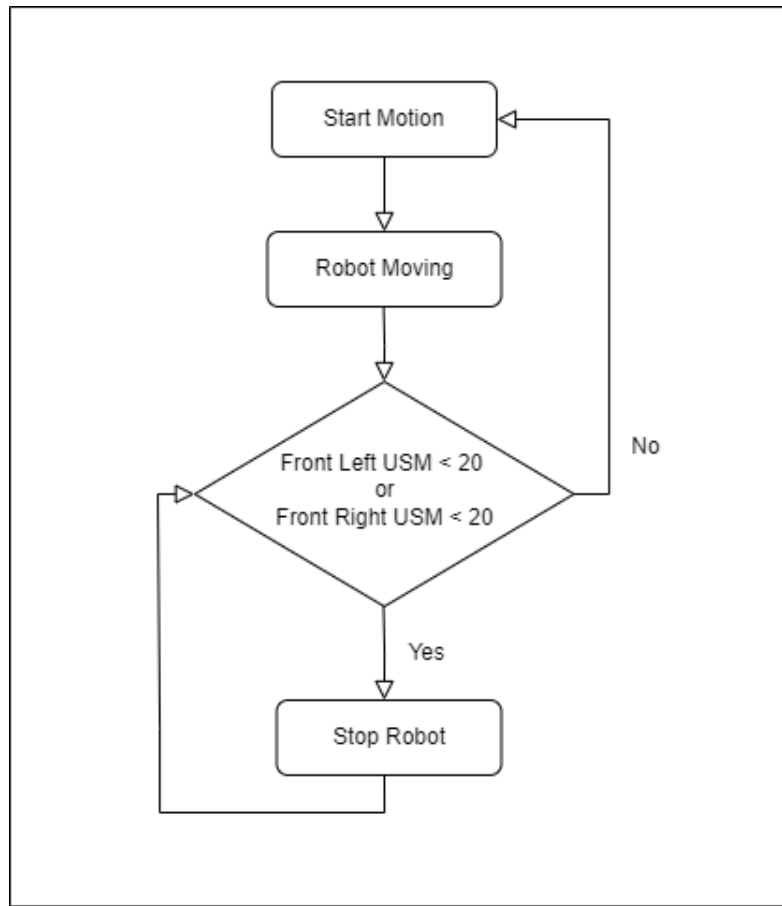 Start Motion
Robot Moving
Front Left USM < 20
or
Front Right USM < 20
No
Yes
Stop Robot